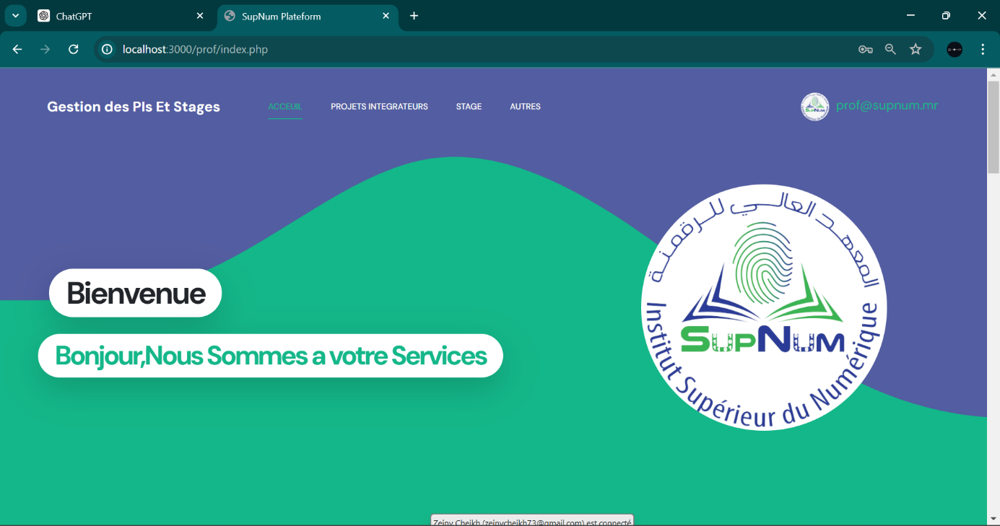 ChatGPT
SupNum Plateform
localhost:3000/prof/index.php
Gestion des PIs Et Stages
ACCEUIL
PROJETS INTEGRATEURS
STAGE
AUTRES
SUPNUM
prof@supnum.mr
المعهد العالي للرقمنة
SUPNUM
Institut Supérieur du Numérique
Bienvenue
Bonjour,Nous Sommes a votre Services
Zeiny Cheikh (zeinycheikh73@gmail.com) est connecté